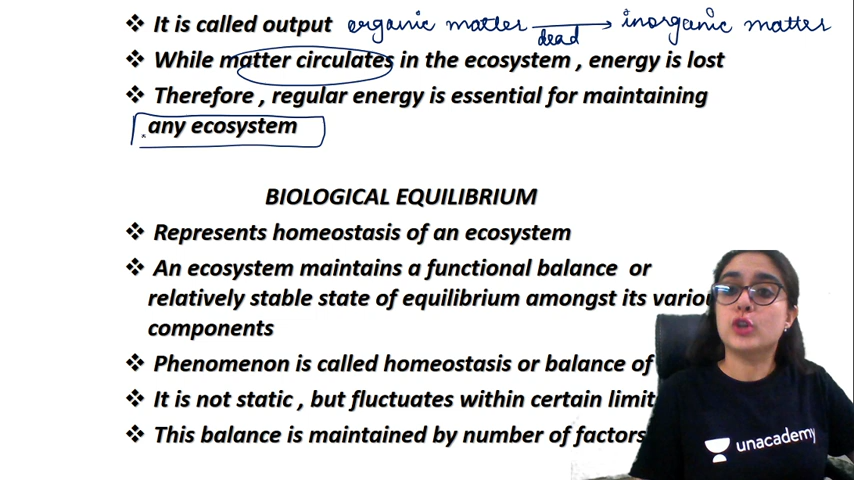 ❖ It is called output organic matter dead → inorganic matter
❖ While matter circulates in the ecosystem , energy is lost
❖ Therefore , regular energy is essential for maintaining
any ecosystem
BIOLOGICAL EQUILIBRIUM
❖ Represents homeostasis of an ecosystem
❖ An ecosystem maintains a functional balance or
relatively stable state of equilibrium amongst its
components
❖ Phenomenon is called homeostasis or balance of
❖ It is not static , but fluctuates within certain
❖ This balance is maintained by number of factors
unacademy